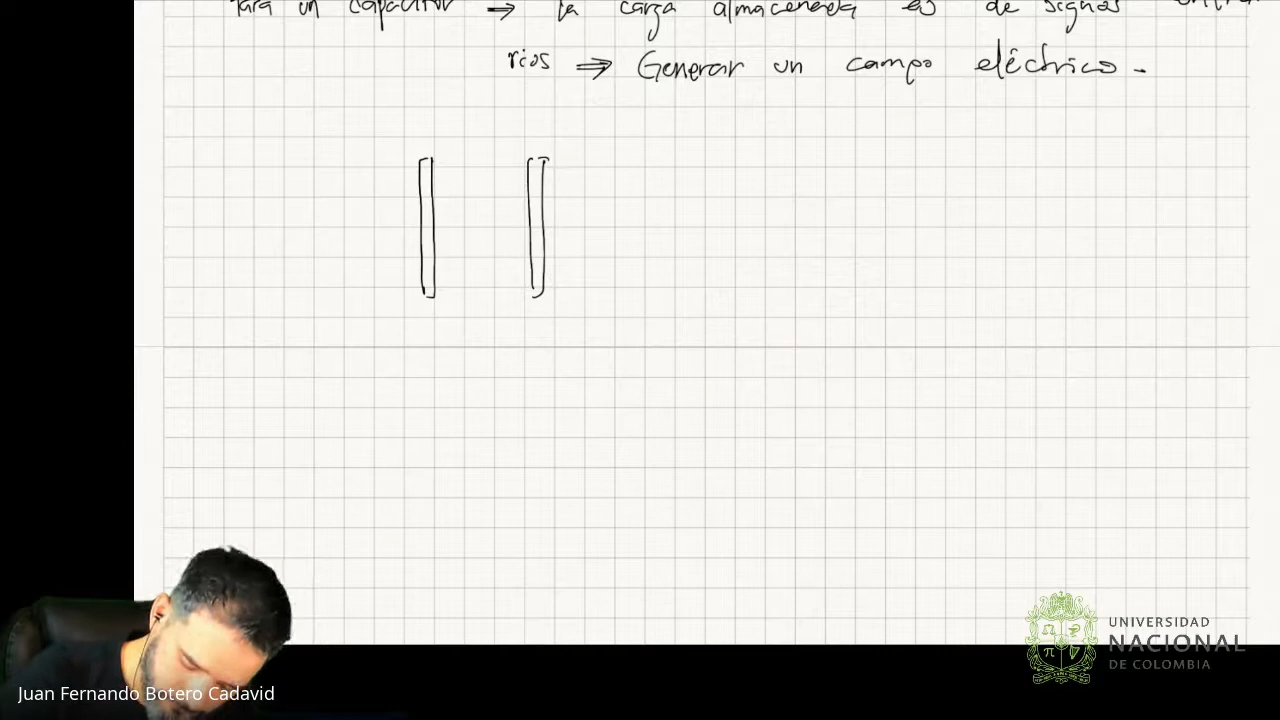 Para un capacitor ⇒ la carga almacenada es de signos
rios ⇒ Generar un campo eléctrico.
UNIVERSIDAD
NACIONAL
DE COLOMBIA
Juan Fernando Botero Cadavid